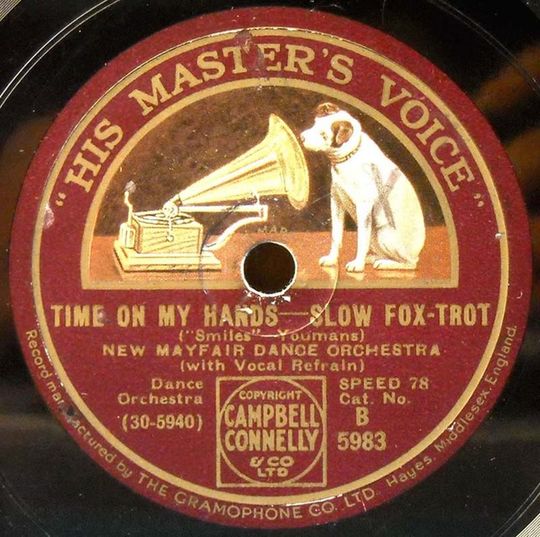 "HIS MASTER'S VOICE"
TIME ON MY HANDS—SLOW FOX-TROT
("Smiles"—Youmans)
NEW MAYFAIR DANCE ORCHESTRA
(with Vocal Refrain)
Dance
Orchestra
(30-5940)
COPYRIGHT
CAMPBELL
CONNELLY
& CO
LTD
SPEED 78
Cat. No.
B
5983
Record manufactured by THE GRAMOPHONE CO. LTD. Hayes, Middlesex, England.